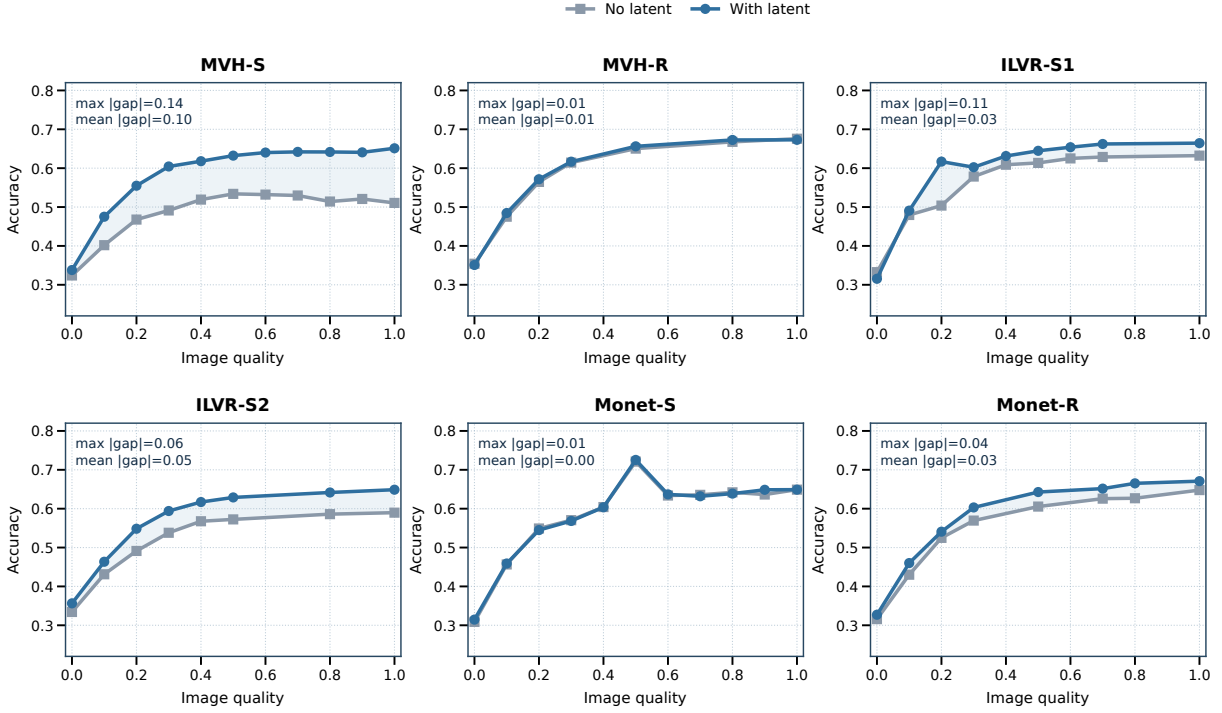 No latent With latent
MVH-S
max |gap|=0.14
mean |gap|=0.10
0.8
0.7
0.6
0.5
0.4
0.3
Accuracy
0.0 0.2 0.4 0.6 0.8 1.0
Image quality
MVH-R
max |gap|=0.01
mean |gap|=0.01
0.8
0.7
0.6
0.5
0.4
0.3
Accuracy
0.0 0.2 0.4 0.6 0.8 1.0
Image quality
ILVR-S1
max |gap|=0.11
mean |gap|=0.03
0.8
0.7
0.6
0.5
0.4
0.3
Accuracy
0.0 0.2 0.4 0.6 0.8 1.0
Image quality
ILVR-S2
max |gap|=0.06
mean |gap|=0.05
0.8
0.7
0.6
0.5
0.4
0.3
Accuracy
0.0 0.2 0.4 0.6 0.8 1.0
Image quality
Monet-S
max |gap|=0.01
mean |gap|=0.00
0.8
0.7
0.6
0.5
0.4
0.3
Accuracy
0.0 0.2 0.4 0.6 0.8 1.0
Image quality
Monet-R
max |gap|=0.04
mean |gap|=0.03
0.8
0.7
0.6
0.5
0.4
0.3
Accuracy
0.0 0.2 0.4 0.6 0.8 1.0
Image quality